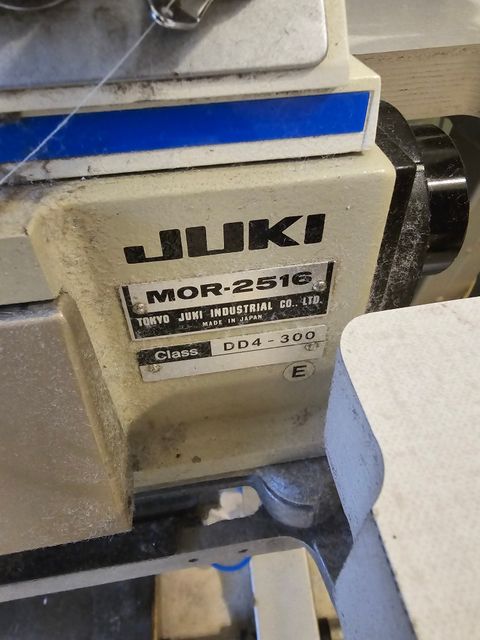 JUKI
MOR-2516
TOKYO JUKI INDUSTRIAL CO., LTD.
MADE IN JAPAN
Class DD4-300
E